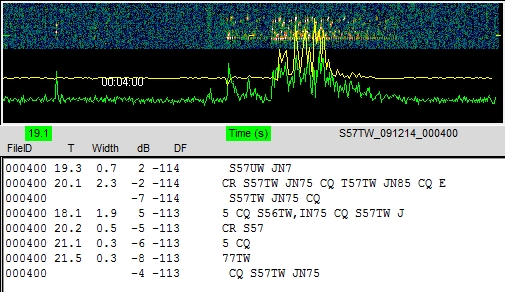 00:04:00
19.1 Time (s) S57TW_091214_000400
FileID T Width dB DF
000400 19.3 0.7 2 -114 S57UW JN7
000400 20.1 2.3 -2 -114 CR S57TW JN75 CQ T57TW JN85 CQ E
000400 -7 -114 S57TW JN75 CQ
000400 18.1 1.9 5 -113 5 CQ S56TW,IN75 CQ S57TW J
000400 20.2 0.5 -5 -113 CR S57
000400 21.1 0.3 -6 -113 5 CQ
000400 21.5 0.3 -8 -113 77TW
000400 -4 -113 CQ S57TW JN75